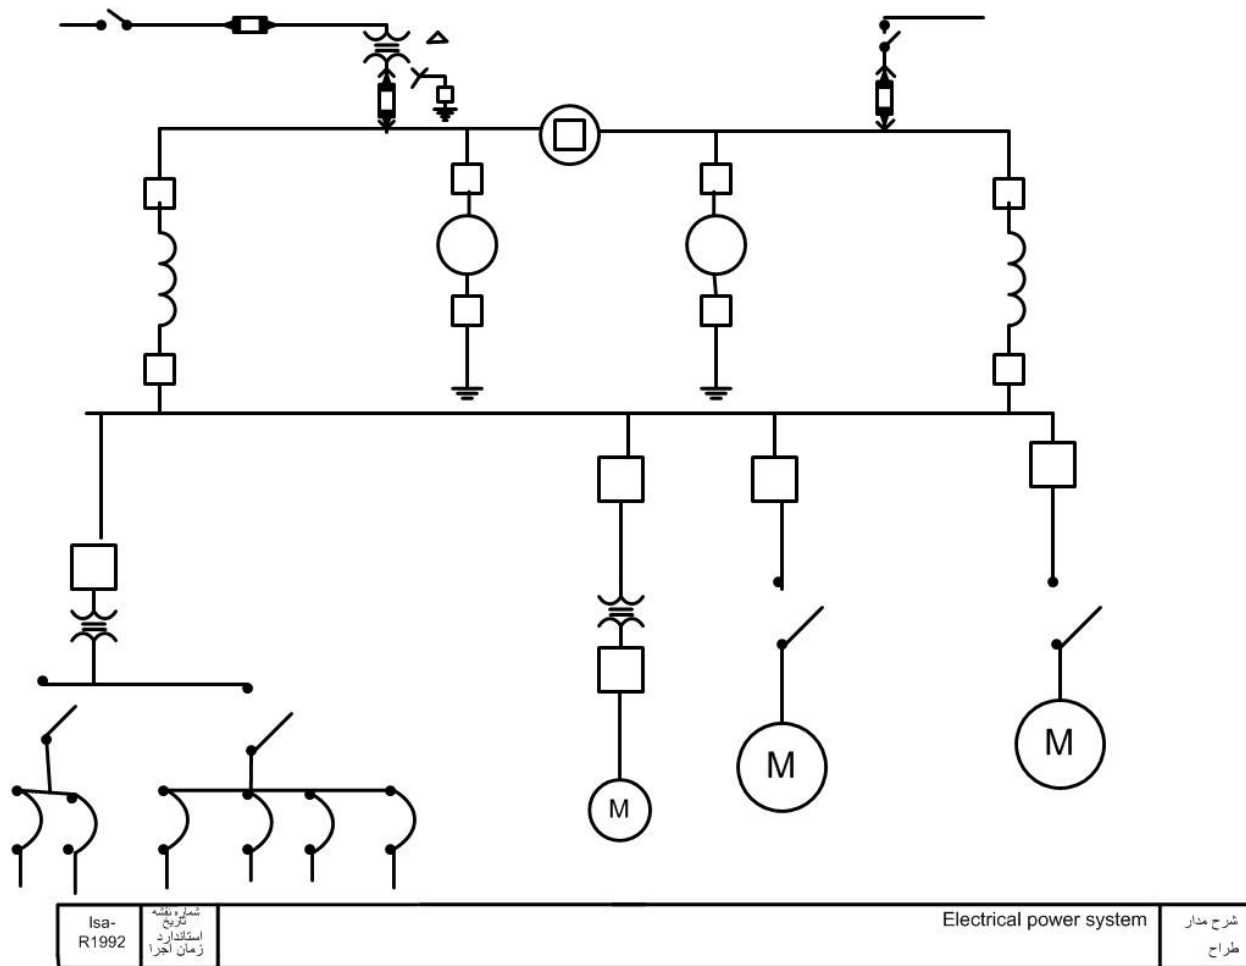 M
M
M
Isa-
R1992
شماره نقشه
تاریخ
استاندارد
زمان اجرا
Electrical power system
شرح مدار
طراح